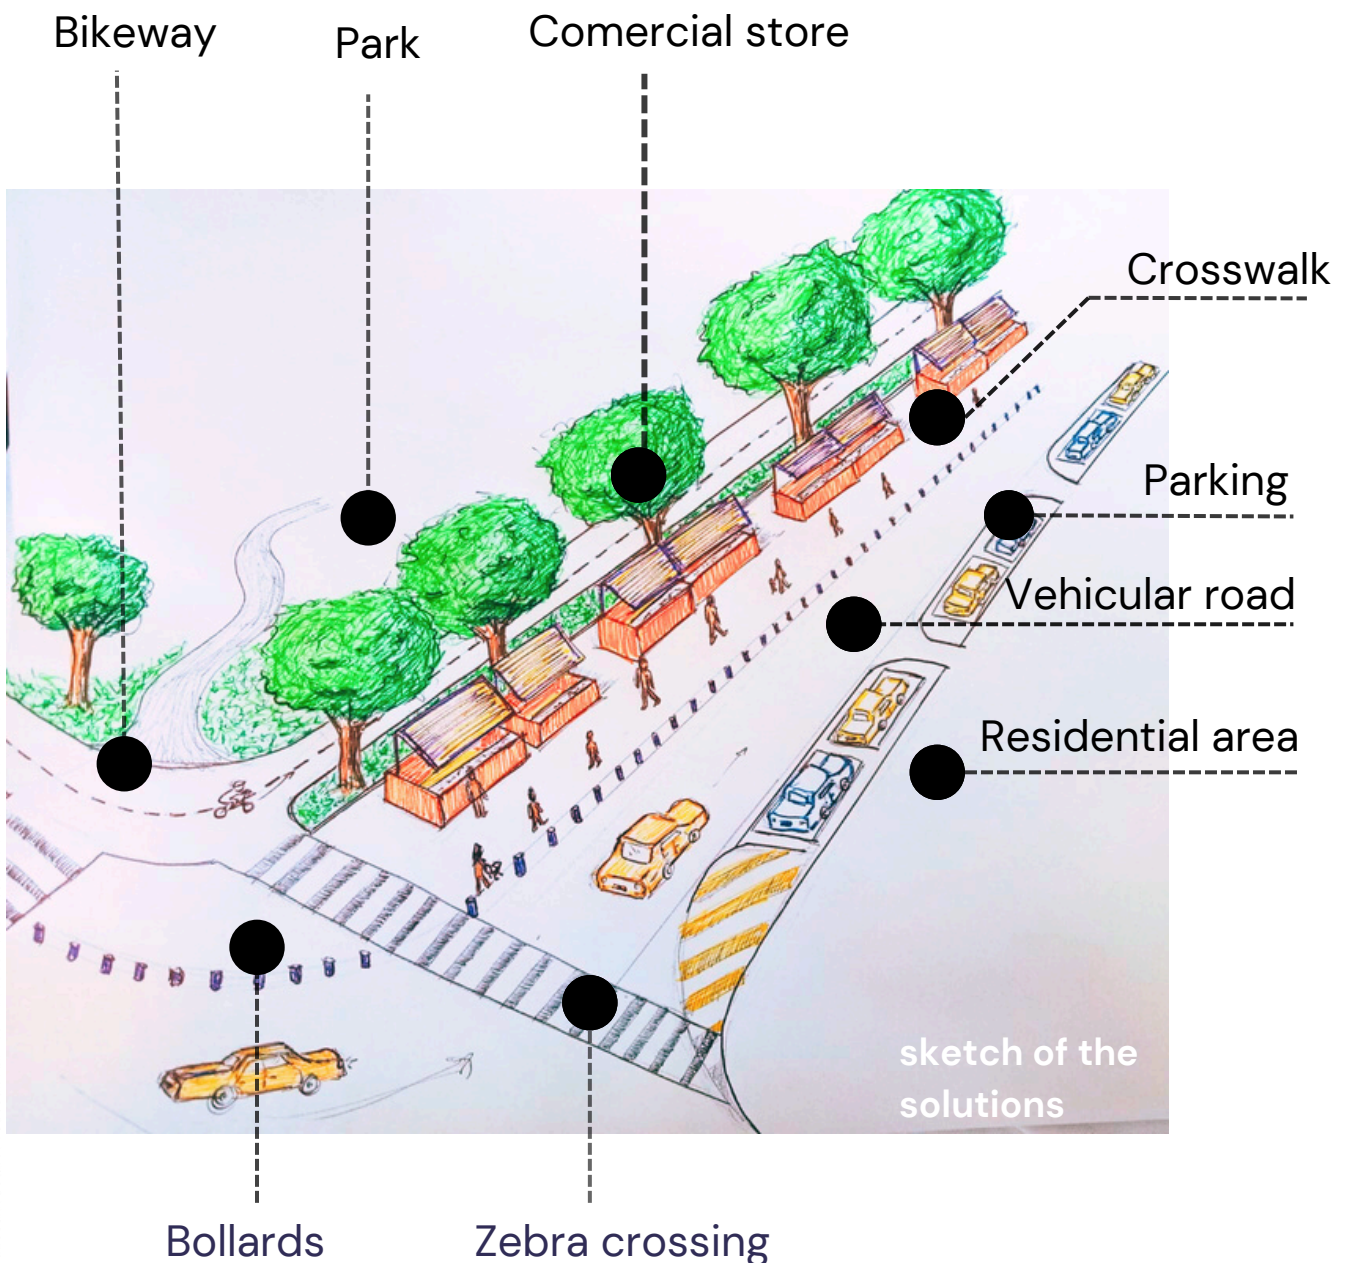 Bikeway
Park
Comercial store
Crosswalk
Parking
Vehicular road
Residential area
sketch of the
solutions
Bollards
Zebra crossing